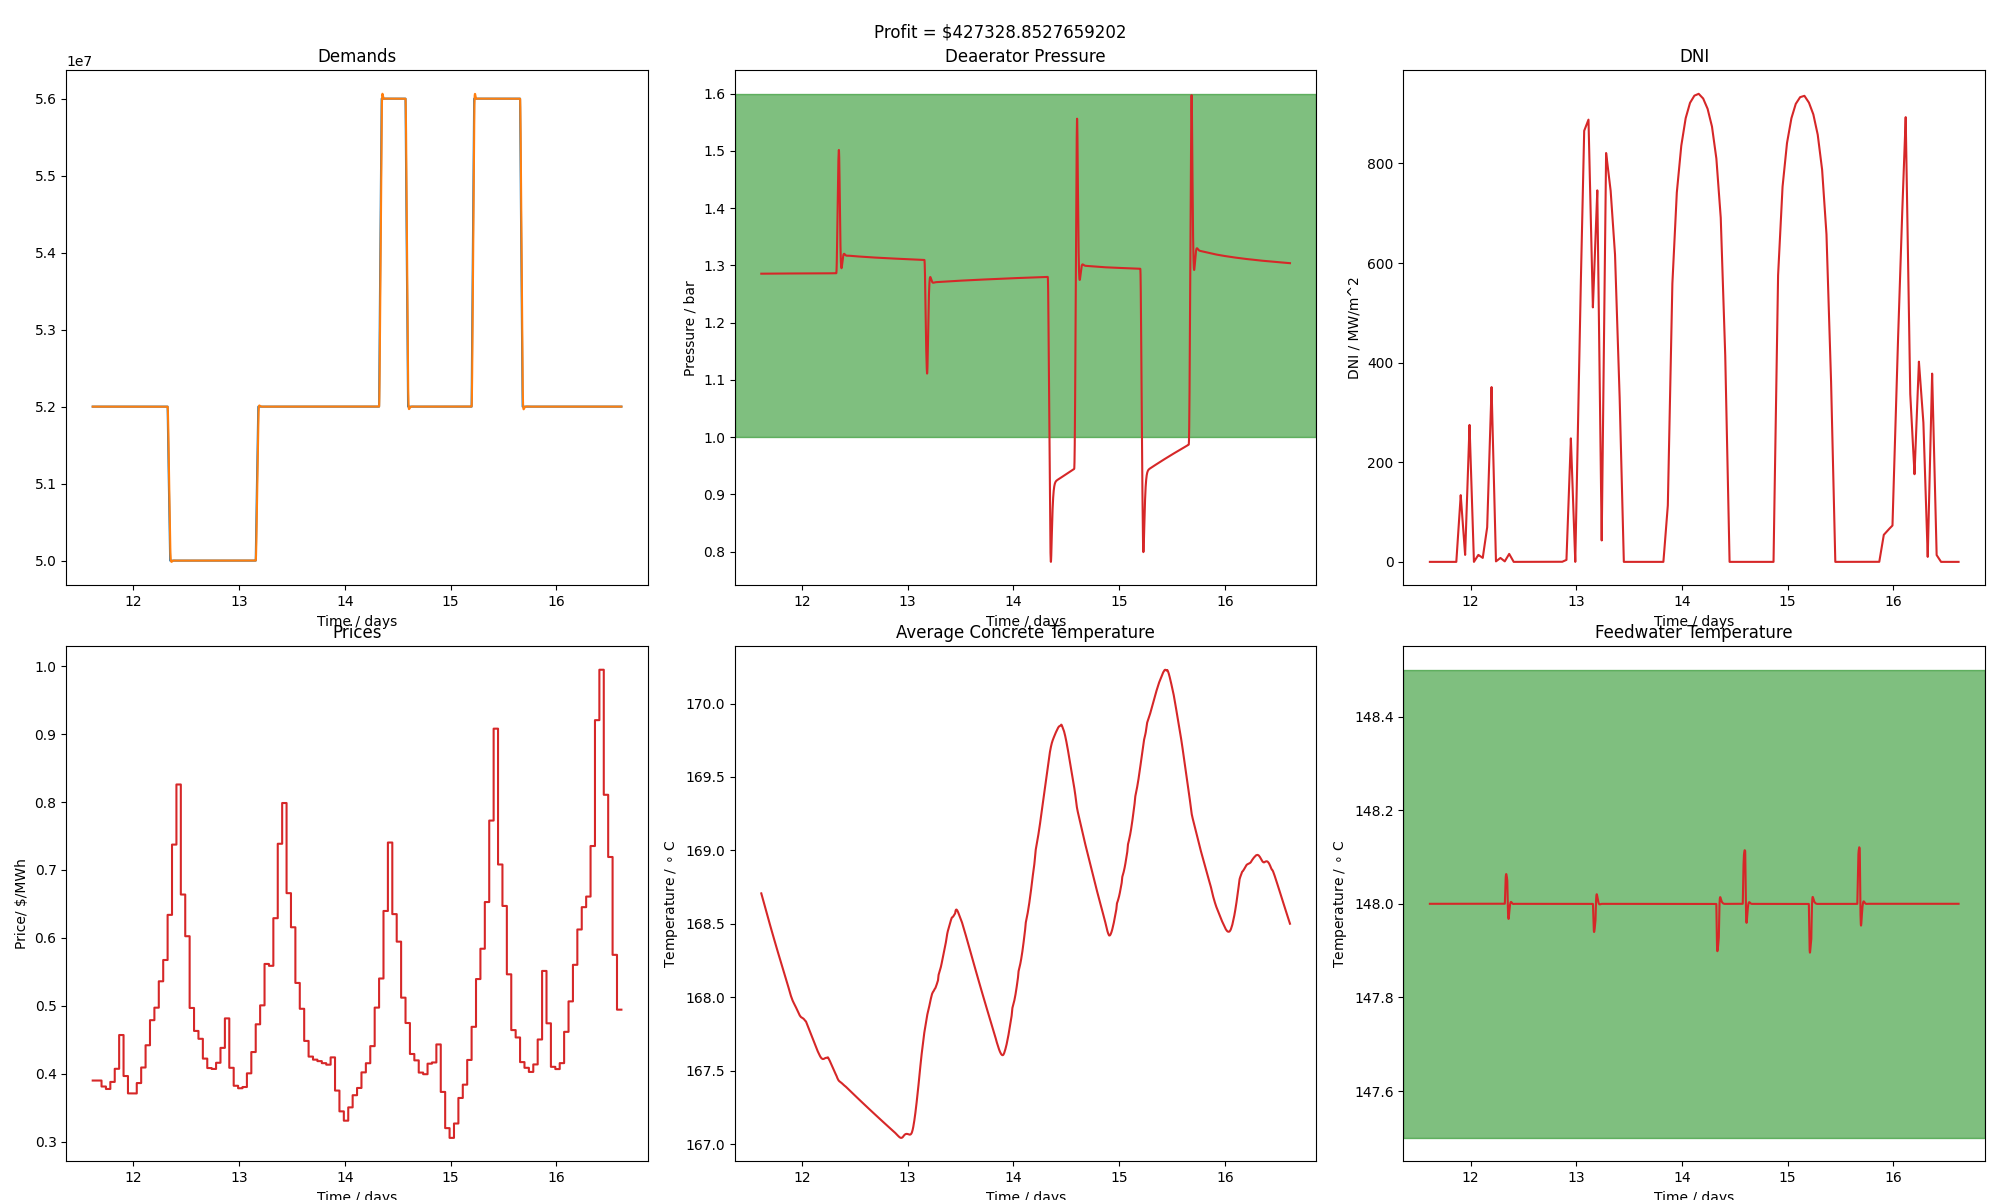 Profit = $427328.8527659202
Demands
1e7
5.6
5.5
5.4
5.3
5.2
5.1
5.0
12 13 14 15 16
Time / days
Deaerator Pressure
Pressure / bar
1.6
1.5
1.4
1.3
1.2
1.1
1.0
0.9
0.8
12 13 14 15 16
Time / days
DNI
DNI / MW/m^2
800
600
400
200
0
12 13 14 15 16
Time / days
Prices
Price/ $/MWh
1.0
0.9
0.8
0.7
0.6
0.5
0.4
0.3
12 13 14 15 16
Time / days
Average Concrete Temperature
Temperature / ∘ C
170.0
169.5
169.0
168.5
168.0
167.5
167.0
12 13 14 15 16
Time / days
Feedwater Temperature
Temperature / ∘ C
148.4
148.2
148.0
147.8
147.6
12 13 14 15 16
Time / days